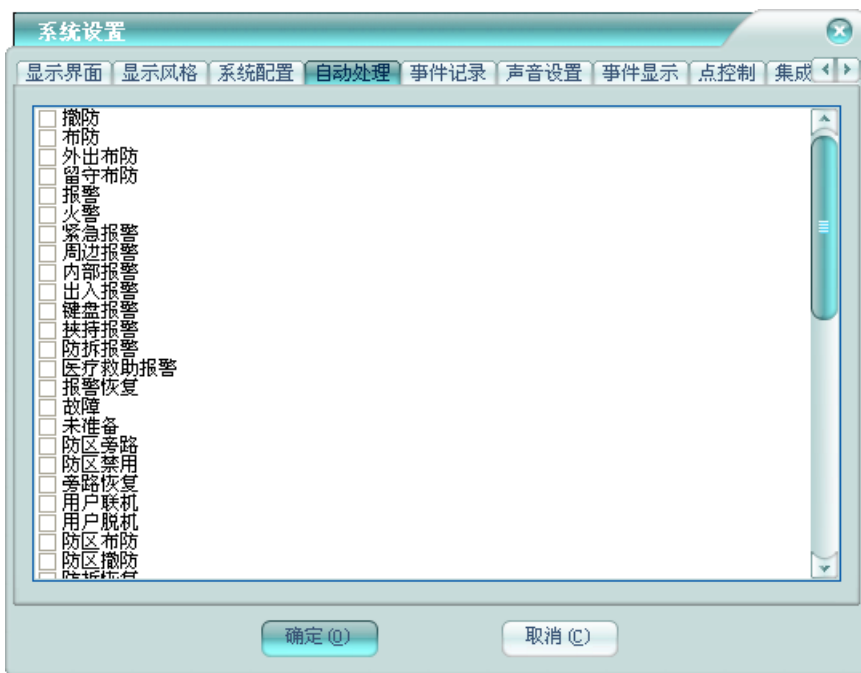 系统设置
显示界面 显示风格 系统配置 自动处理 事件记录 声音设置 事件显示 点控制 集成
撤防
布防
外出布防
留守布防
报警
火警
紧急报警
周边报警
内部报警
出入报警
键盘报警
挟持报警
防拆报警
医疗救助报警
报警恢复
故障
未准备
防区旁路
防区禁用
旁路恢复
用户联机
用户脱机
防区布防
防区撤防
防拆恢复
确定(O) 取消(C)